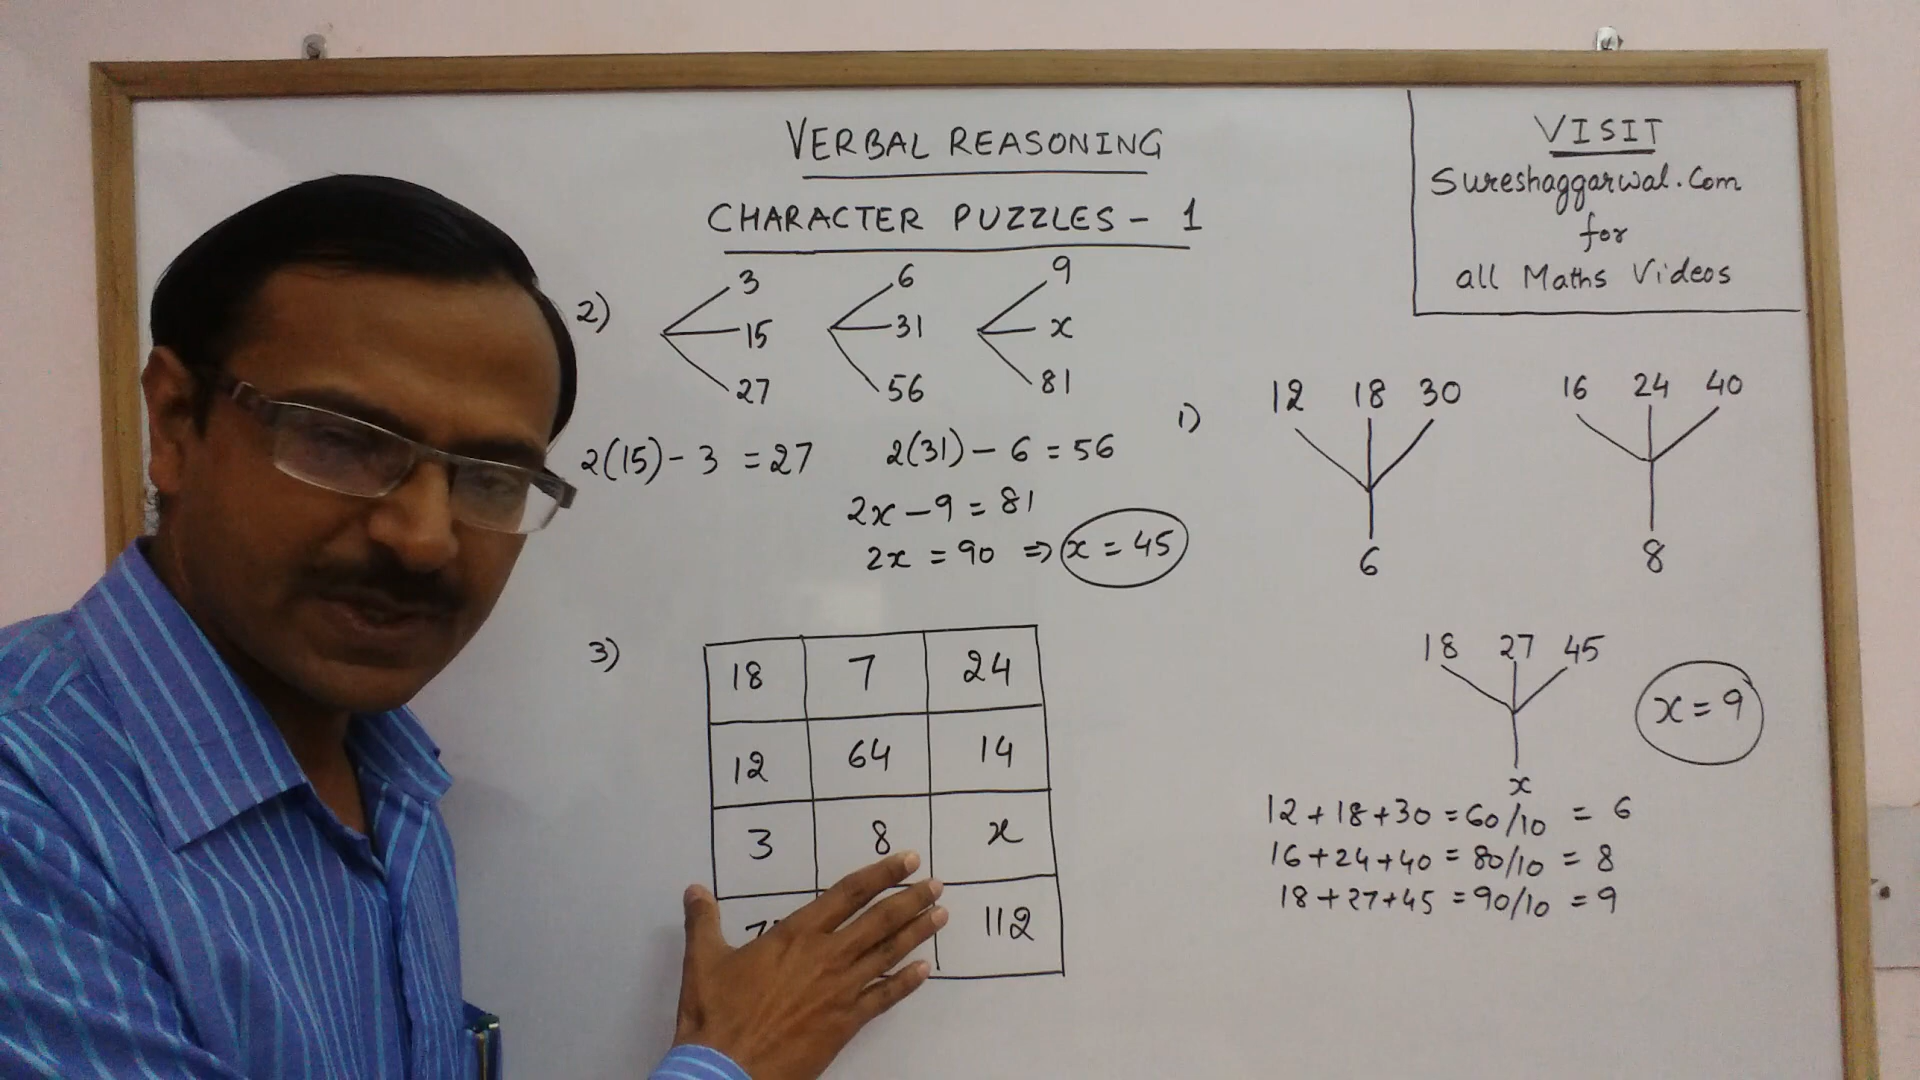 VERBAL REASONING
CHARACTER PUZZLES - 1
VISIT
Sureshaggarwal.Com
for
all Maths Videos
2)
3 6 9
15 31 x
27 56 81
2(15) - 3 = 27 2(31) - 6 = 56
2x - 9 = 81
2x = 90 ⇒ x = 45
1)
12 18 30 16 24 40
6 8
18 27 45
x = 9
x
12 + 18 + 30 = 60/10 = 6
16 + 24 + 40 = 80/10 = 8
18 + 27 + 45 = 90/10 = 9
3)
18 7 24
12 64 14
3 8 x
112